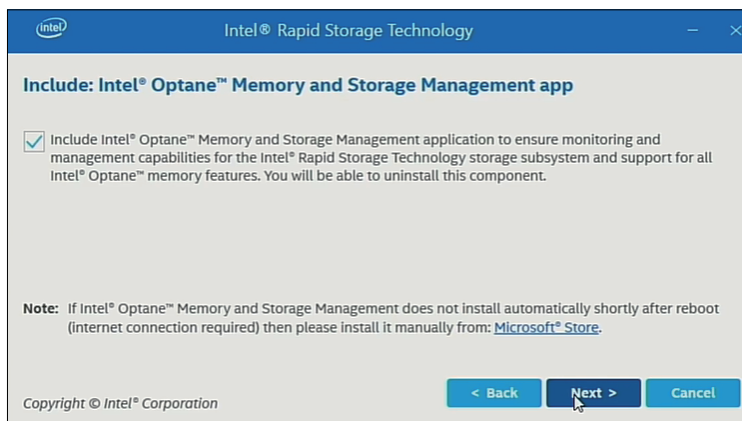 intel
Intel® Rapid Storage Technology
Include: Intel® Optane™ Memory and Storage Management app
Include Intel® Optane™ Memory and Storage Management application to ensure monitoring and
management capabilities for the Intel® Rapid Storage Technology storage subsystem and support for all
Intel® Optane™ memory features. You will be able to uninstall this component.
Note: If Intel® Optane™ Memory and Storage Management does not install automatically shortly after reboot
(internet connection required) then please install it manually from: Microsoft® Store.
< Back Next > Cancel
Copyright © Intel® Corporation